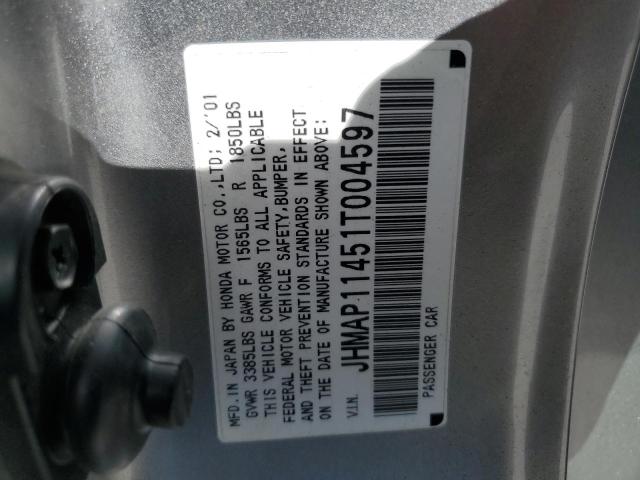 MFD.IN JAPAN BY HONDA MOTOR CO.,LTD; 2/'01
GVWR 3385LBS GAWR F 1565LBS R 1850LBS
THIS VEHICLE CONFORMS TO ALL APPLICABLE
FEDERAL MOTOR VEHICLE SAFETY,BUMPER,
AND THEFT PREVENTION STANDARDS IN EFFECT
ON THE DATE OF MANUFACTURE SHOWN ABOVE:
V.I.N. JHMAP11451T004597
PASSENGER CAR